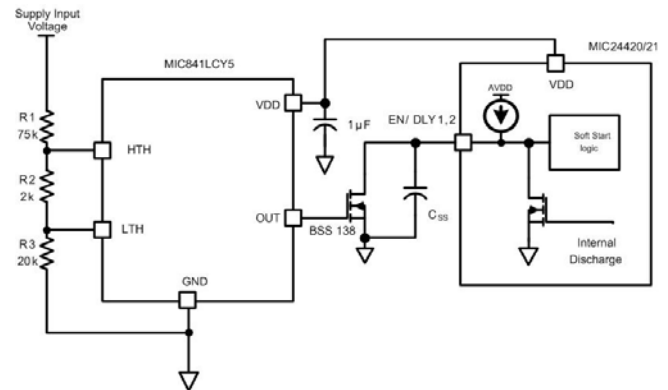 Supply Input
Voltage
MIC24420/21
MIC841LCY5
VDD
AVDD
R1
75k
VDD
1µF
EN/ DLY 1,2
Soft Start
logic
HTH
R2
2k
LTH
OUT
BSS 138
CSS
R3
20k
Internal
Discharge
GND